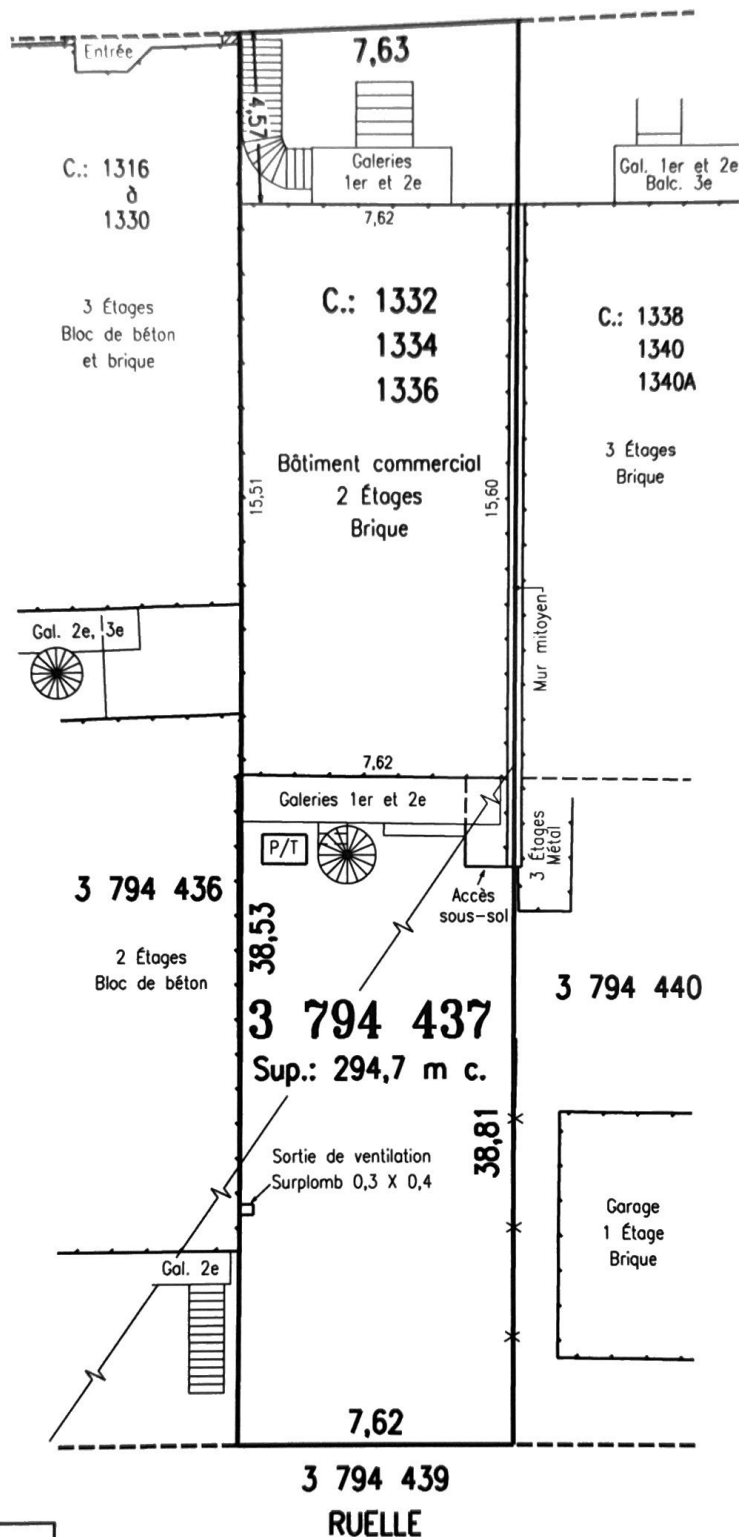 7,63
Entrée
4,57
C.: 1316
à
1330
Galeries
1er et 2e
Gal. 1er et 2e
Balc. 3e
7,62
3 Étages
Bloc de béton
et brique
C.: 1332
1334
1336
C.: 1338
1340
1340A
Bâtiment commercial
2 Étages
Brique
3 Étages
Brique
15,51
15,60
Gal. 2e, 3e
Mur mitoyen
7,62
Galeries 1er et 2e
P/T
3 Étages
Métal
3 794 436
Accès
sous-sol
38,53
2 Étages
Bloc de béton
3 794 440
3 794 437
Sup.: 294,7 m c.
38,81
Sortie de ventilation
Surplomb 0,3 X 0,4
Garage
1 Étage
Brique
Gal. 2e
7,62
3 794 439
RUELLE